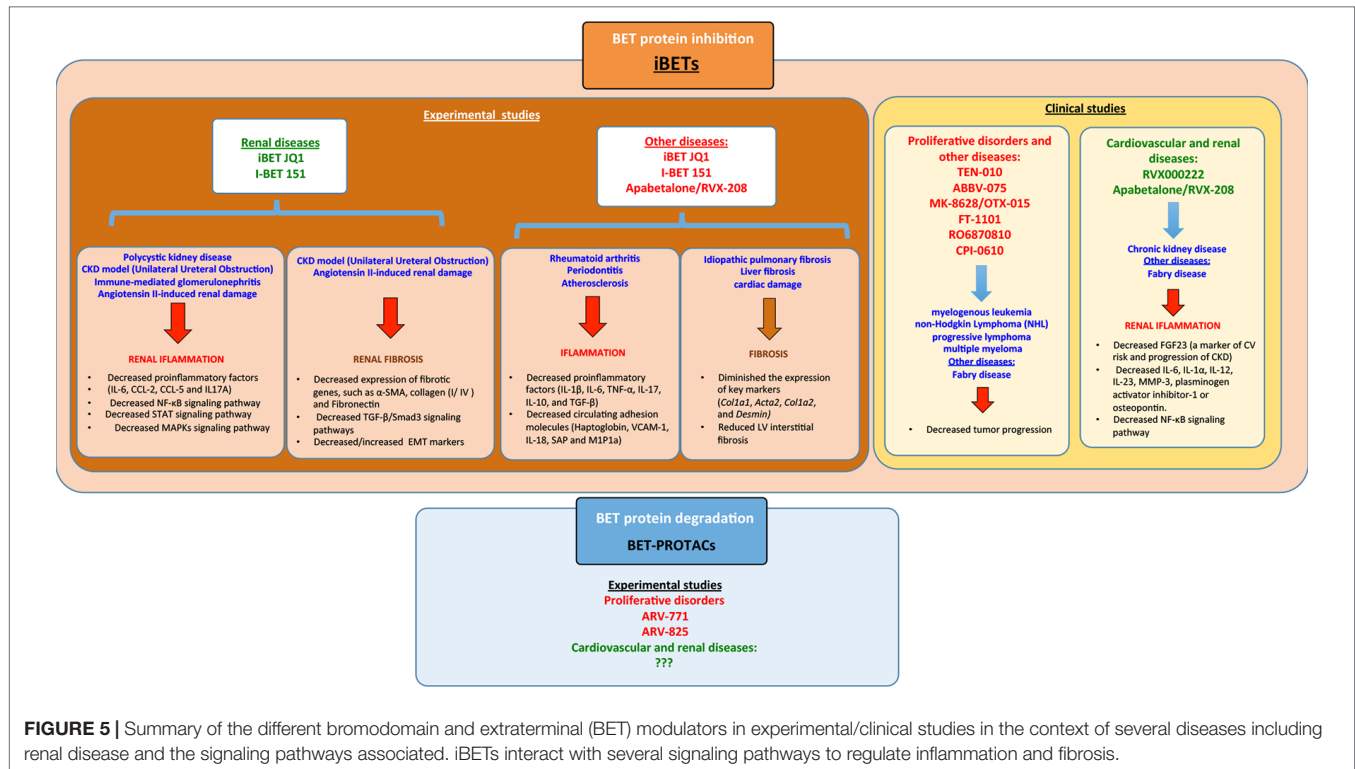 BET protein inhibition
iBETs
Experimental studies
Renal diseases
iBET JQ1
I-BET 151
Other diseases:
iBET JQ1
I-BET 151
Apabetalone/RVX-208
Polycystic kidney disease
CKD model (Unilateral Ureteral Obstruction)
Immune-mediated glomerulonephritis
Angiotensin II-induced renal damage
RENAL IFLAMMATION
• Decreased proinflammatory factors
• (IL-6, CCL-2, CCL-5 and IL17A)
• Decreased NF-κB signaling pathway
• Decreased STAT signaling pathway
• Decreased MAPKs signaling pathway
CKD model (Unilateral Ureteral Obstruction)
Angiotensin II-induced renal damage
RENAL FIBROSIS
• Decreased expression of fibrotic
genes, such as α-SMA, collagen (I/ IV )
and Fibronectin
• Decreased TGF-β/Smad3 signaling
pathways
• Decreased/increased EMT markers
Rheumatoid arthritis
Periodontitis
Atherosclerosis
IFLAMMATION
• Decreased proinflammatory
factors (IL-1β, IL-6, TNF-α, IL-17,
IL-10, and TGF-β)
• Decreased circulating adhesion
molecules (Haptoglobin, VCAM-1,
IL-18, SAP and M1P1a)
Idiopathic pulmonary fibrosis
Liver fibrosis
cardiac damage
FIBROSIS
• Diminished the expression
of key markers
(Col1a1, Acta2, Col1a2,
and Desmin)
• Reduced LV interstitial
fibrosis
Clinical studies
Proliferative disorders and
other diseases:
TEN-010
ABBV-075
MK-8628/OTX-015
FT-1101
RO6870810
CPI-0610
myelogenous leukemia
non-Hodgkin Lymphoma (NHL)
progressive lymphoma
multiple myeloma
Other diseases:
Fabry disease
• Decreased tumor progression
Cardiovascular and renal
diseases:
RVX000222
Apabetalone/RVX-208
Chronic kidney disease
Other diseases:
Fabry disease
RENAL IFLAMMATION
• Decreased FGF23 (a marker of CV
risk and progression of CKD)
• Decreased IL-6, IL-1α, IL-12,
IL-23, MMP-3, plasminogen
activator inhibitor-1 or
osteopontin.
• Decreased NF-κB signaling
pathway
BET protein degradation
BET-PROTACs
Experimental studies
Proliferative disorders
ARV-771
ARV-825
Cardiovascular and renal diseases:
???
FIGURE 5 | Summary of the different bromodomain and extraterminal (BET) modulators in experimental/clinical studies in the context of several diseases including
renal disease and the signaling pathways associated. iBETs interact with several signaling pathways to regulate inflammation and fibrosis.